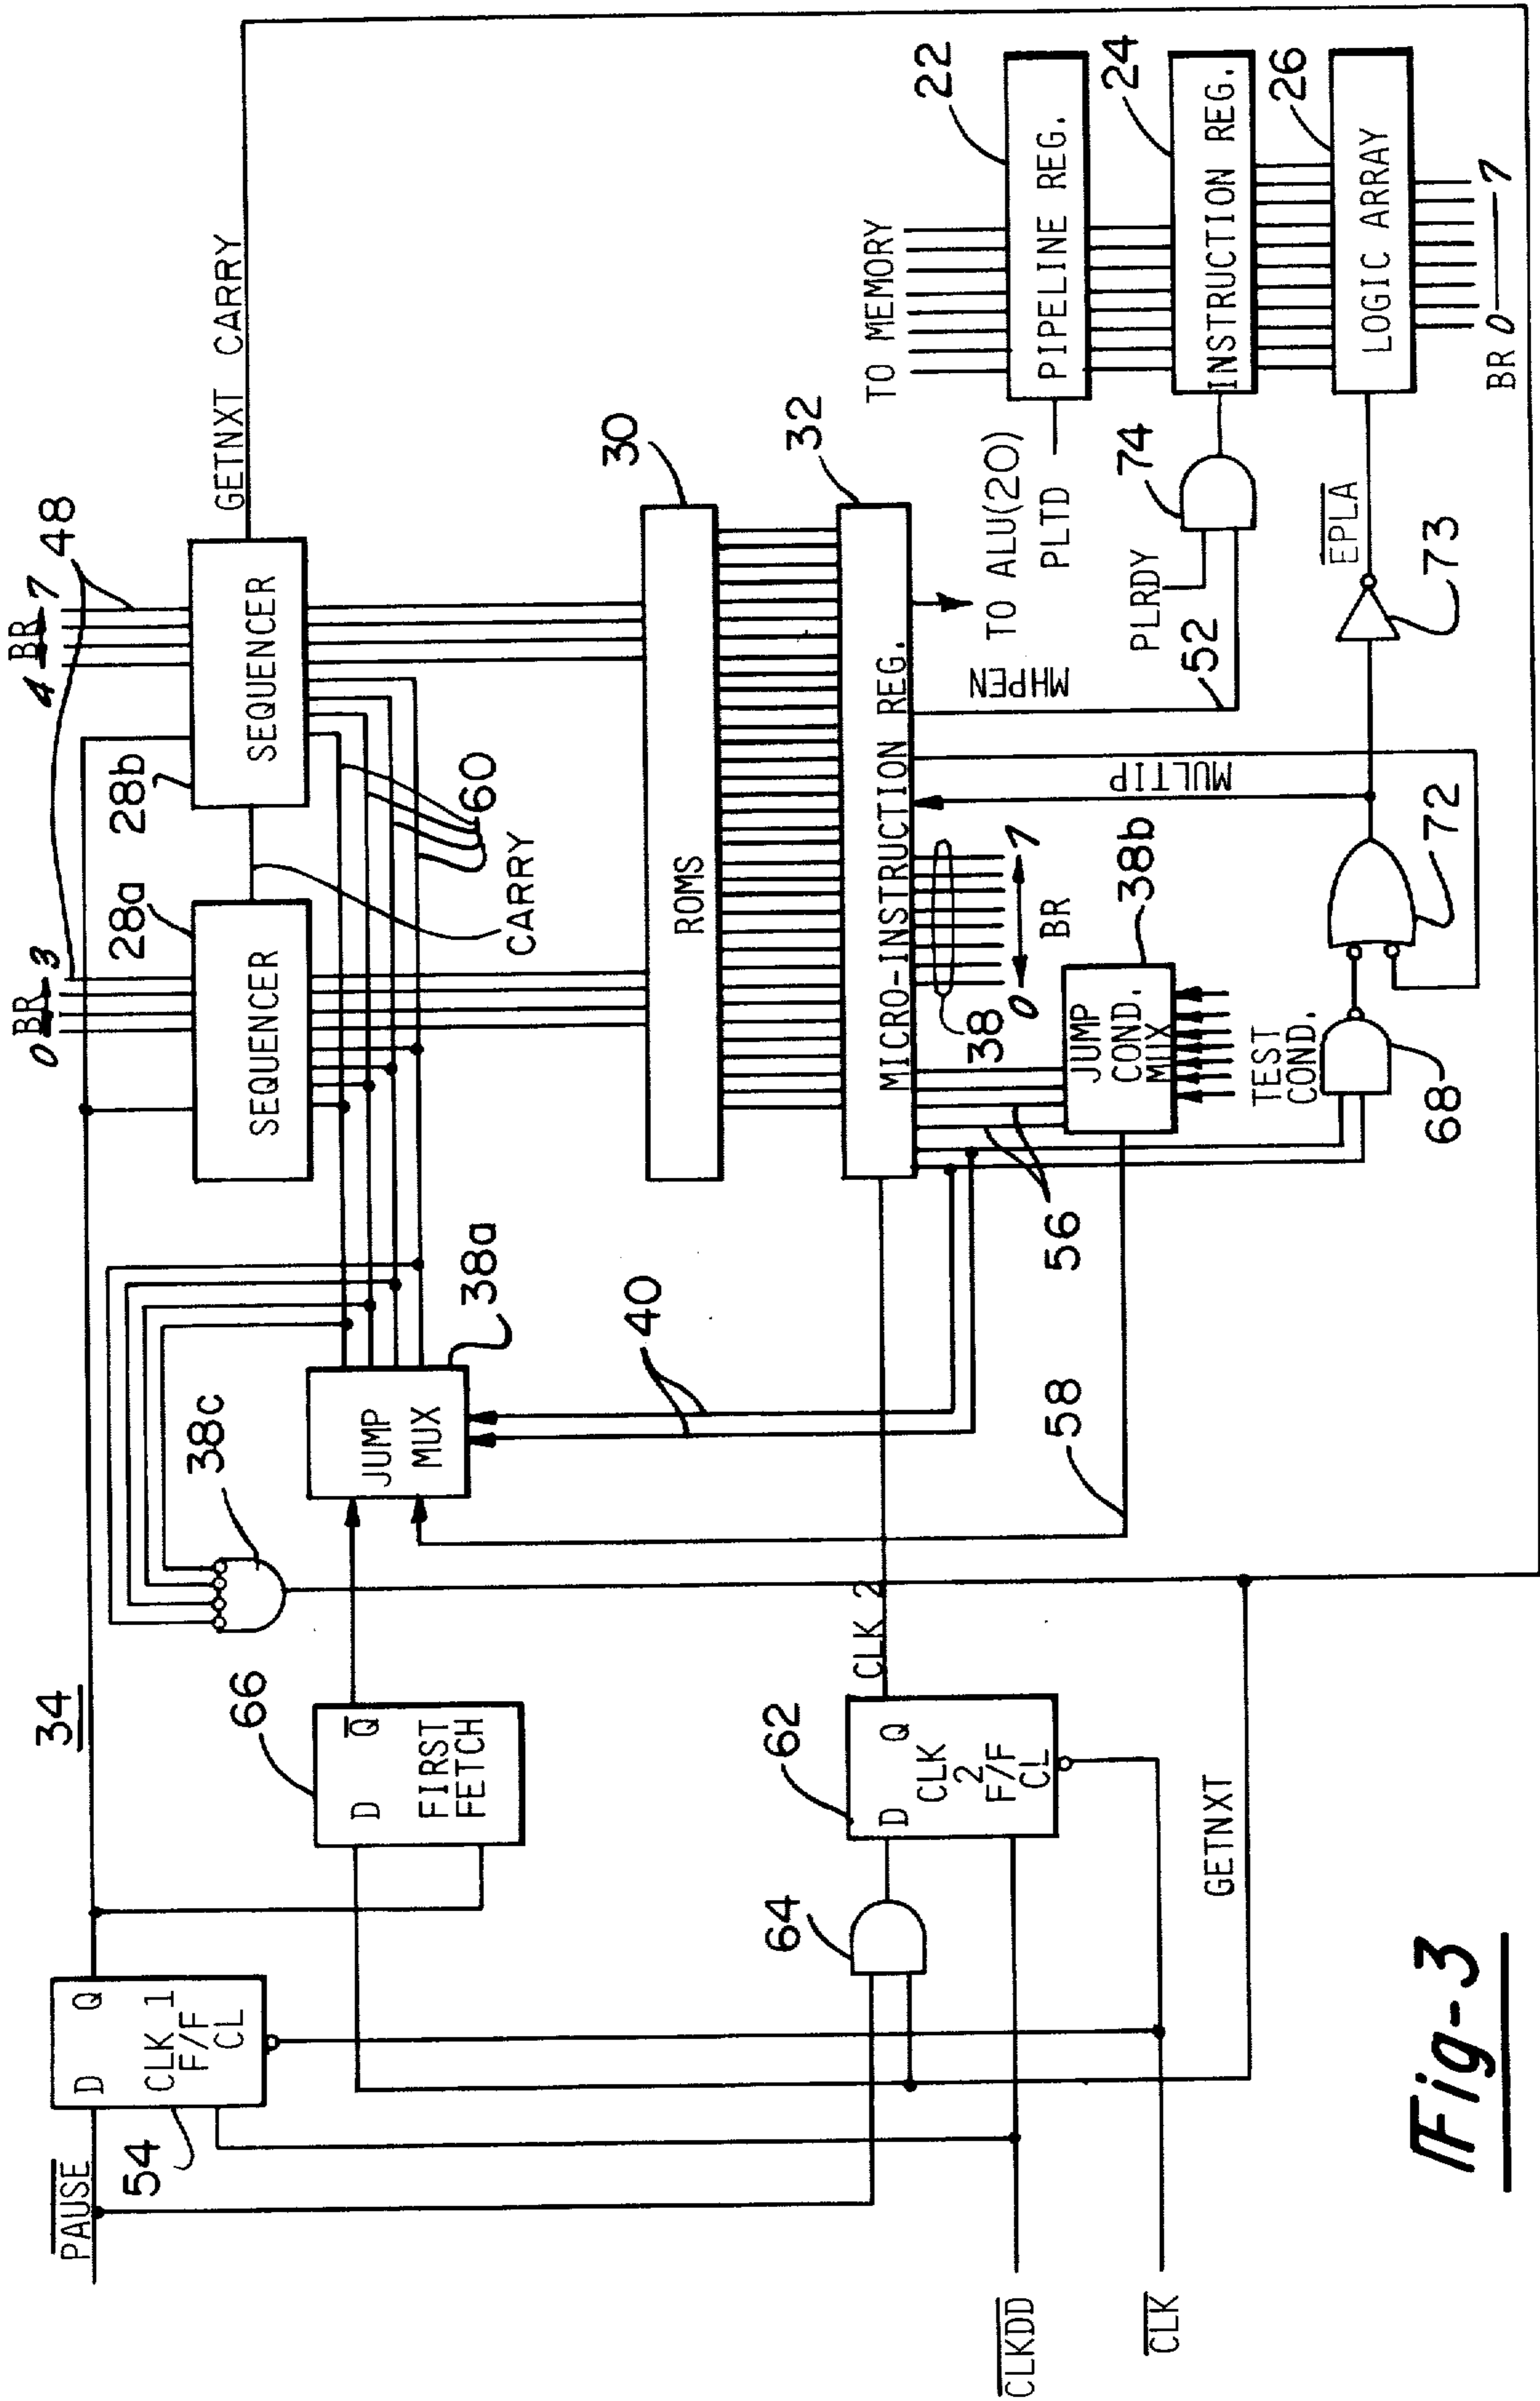 PAUSE
54
D Q
CLK 1
F/F
CL
34
66
D Q
FIRST
FETCH
38c
JUMP
MUX
38a
40
0 BR 3
28a
SEQUENCER
CARRY
60
48
4 BR 7
28b
SEQUENCER
GETNXT CARRY
CLKDD
CLK
64
62
D Q
CLK
2
F/F
CL
CLK 2
GETNXT
58
56
30
ROMS
32
MICRO-INSTRUCTION REG.
38
0 7
BR
38b
JUMP
COND.
MUX
TEST
COND.
68
72
MULTIP
MHPEN
52
TO ALU(20)
PLTD
PLRDY
74
EPLA
73
TO MEMORY
22
PIPELINE REG.
24
INSTRUCTION REG.
26
LOGIC ARRAY
BR 0 7
Fig-3